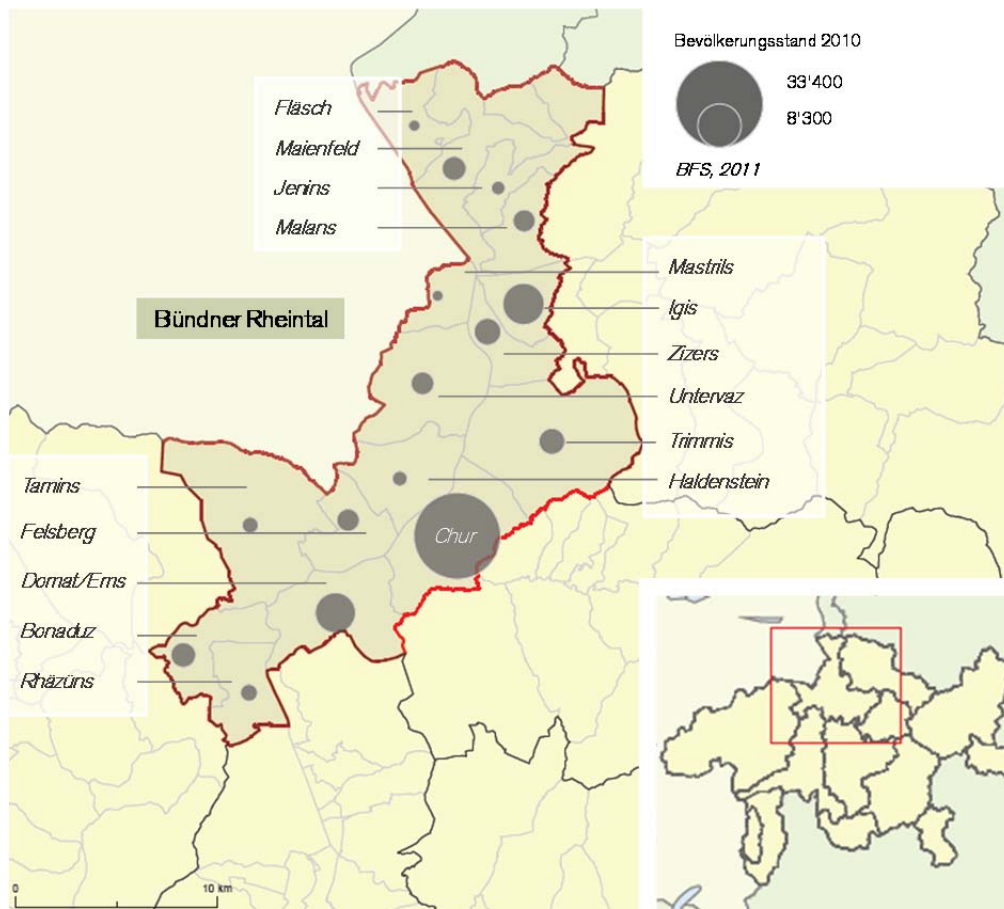 Bevölkerungsstand 2010
33'400
8'300
BFS, 2011
Fläsch
Maienfeld
Jenins
Malans
Mastrils
Igis
Zizers
Untervaz
Trimmis
Haldenstein
Bündner Rheintal
Tamins
Felsberg
Domat/Ems
Bonaduz
Rhäzüns
Chur
0 10 km